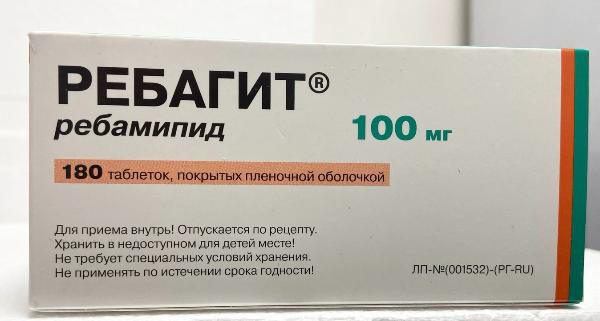 РЕБАГИТ®
ребамипид
100 мг
180 таблеток, покрытых пленочной оболочкой
Для приема внутрь! Отпускается по рецепту.
Хранить в недоступном для детей месте!
Не требует специальных условий хранения.
Не применять по истечении срока годности!
ЛП-№(001532)-(РГ-RU)